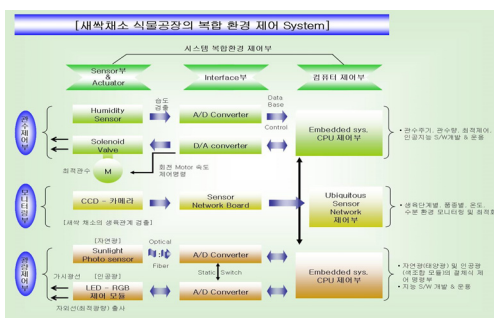 [새싹채소 식물공장의 복합 환경 제어 System]
시스템 복합환경 제어부
Sensor부
&
Actuator
Interface부
컴퓨터 제어부
관수제어부
Humidity
Sensor
습도
검출
A/D Converter
Data
Base
Control
Embedded sys.
CPU 제어부
Solenoid
Valve
D/A converter
최적관수
M
회전 Motor 속도
제어명령
• 관수주기, 관수량, 최적제어,
인공지능 S/W개발 & 운용
모니터링부
CCD - 카메라
Sensor
Network Board
Ubiquitous
Sensor
Network
제어부
[새싹 채소의 생육관계 검출]
• 생육단계별, 품종별, 온도,
수분 환경 모니터링 및 최적화
광량제어부
[자연광]
Sunlight
Photo sensor
Optical
Fiber
A/D Converter
Static Switch
Embedded sys.
CPU 제어부
가시광선
[인공광]
LED - RGB
제어 모듈
A/D Converter
자외선(최적광량) 출사
• 자연광(태양광) 및 인공광
(색조합 모듈)의 결체식 제
어 명령부
• 지능 S/W 개발 & 운용